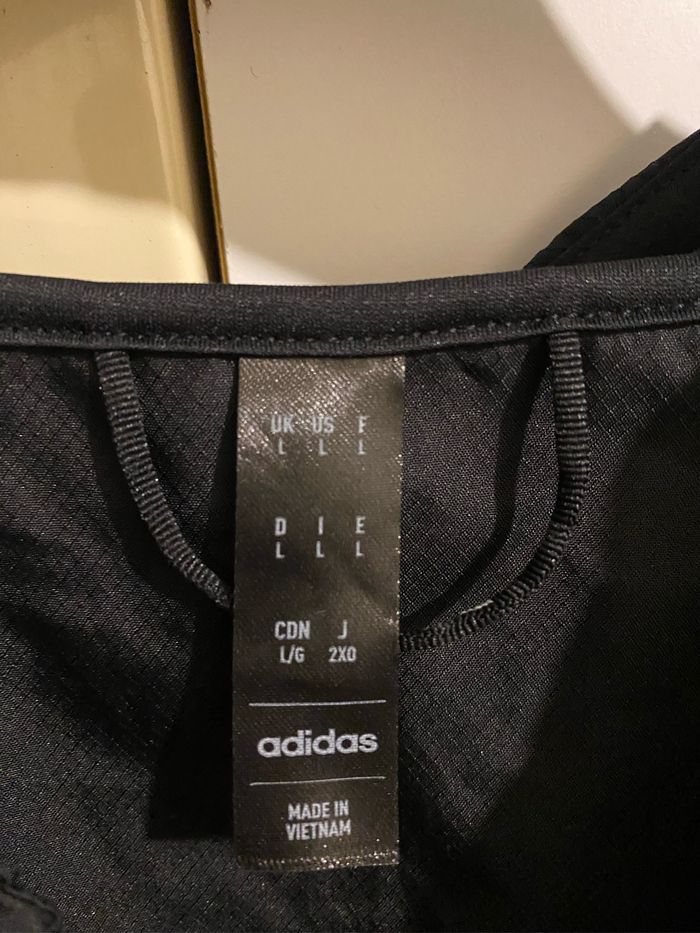 UK US F
L L L
D I E
L L L
CDN J
L/G 2XO
adidas
MADE IN
VIETNAM